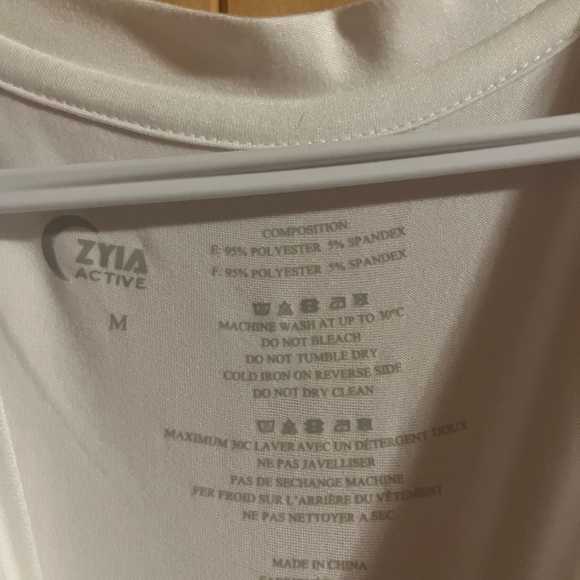 ZYIA
ACTIVE
M
COMPOSITION:
E: 95% POLYESTER 5% SPANDEX
F: 95% POLYESTER 5% SPANDEX
MACHINE WASH AT UP TO 30°C
DO NOT BLEACH
DO NOT TUMBLE DRY
COLD IRON ON REVERSE SIDE
DO NOT DRY CLEAN
MAXIMUM 30C LAVER AVEC UN DÉTERGENT DOUX
NE PAS JAVELLISER
PAS DE SECHANGE MACHINE
FER FROID SUR L'ARRIÈRE DU VÊTEMENT
NE PAS NETTOYER A SEC
MADE IN CHINA